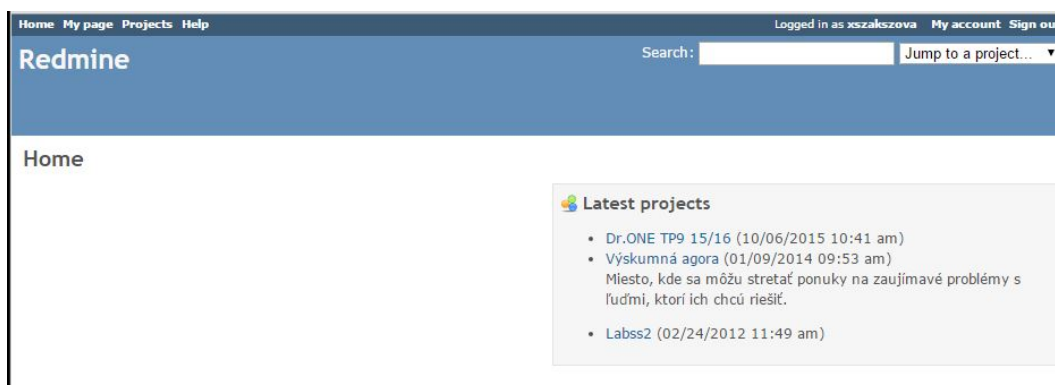 Home My page Projects Help
Logged in as xszakszova My account Sign ou
Redmine
Search:
Jump to a project...
Home
Latest projects
Dr.ONE TP9 15/16 (10/06/2015 10:41 am)
Výskumná agora (01/09/2014 09:53 am)
Miesto, kde sa môžu stretať ponuky na zaujímavé problémy s
ľuďmi, ktorí ich chcú riešiť.
Labss2 (02/24/2012 11:49 am)